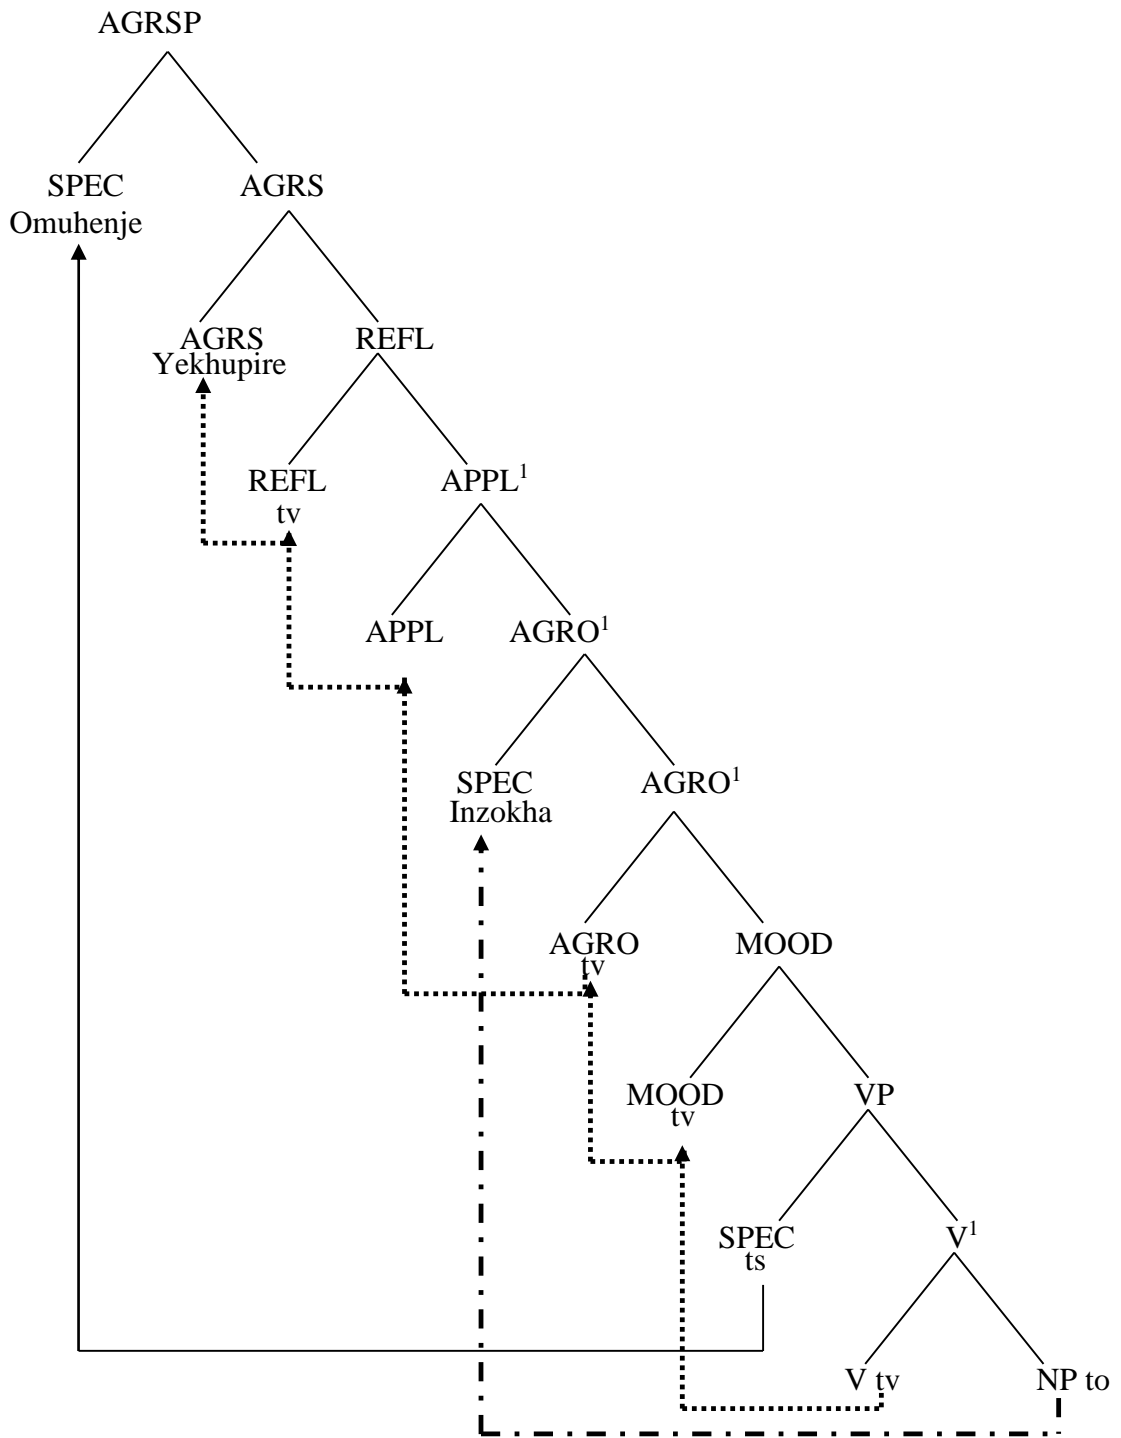 AGRSP
SPEC AGRS
Omuhenje
AGRS REFL
Yekhupire
REFL APPL¹
tv
APPL AGRO¹
SPEC AGRO¹
Inzokha
AGRO MOOD
tv
MOOD VP
tv
SPEC V¹
ts
V tv NP to